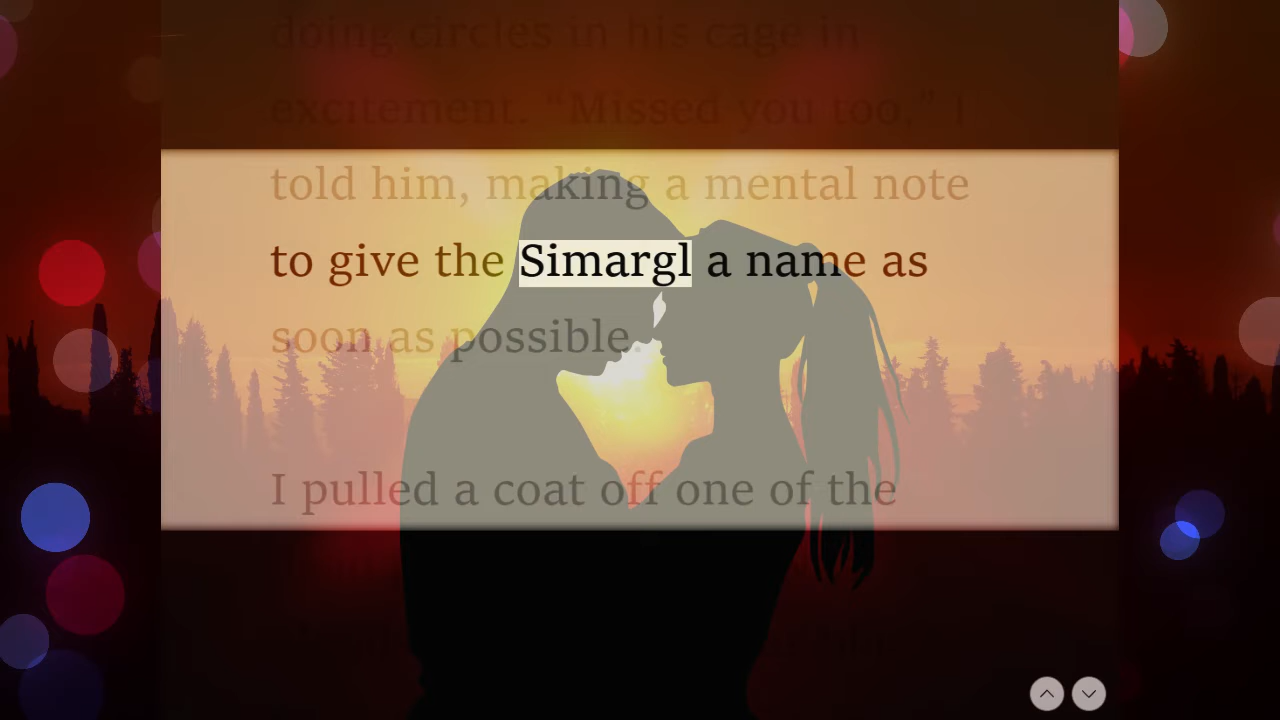 doing circles in his cage in
excitement. “Missed you too,” I
told him, making a mental note
to give the Simargl a name as
soon as possible.
I pulled a coat off one of the